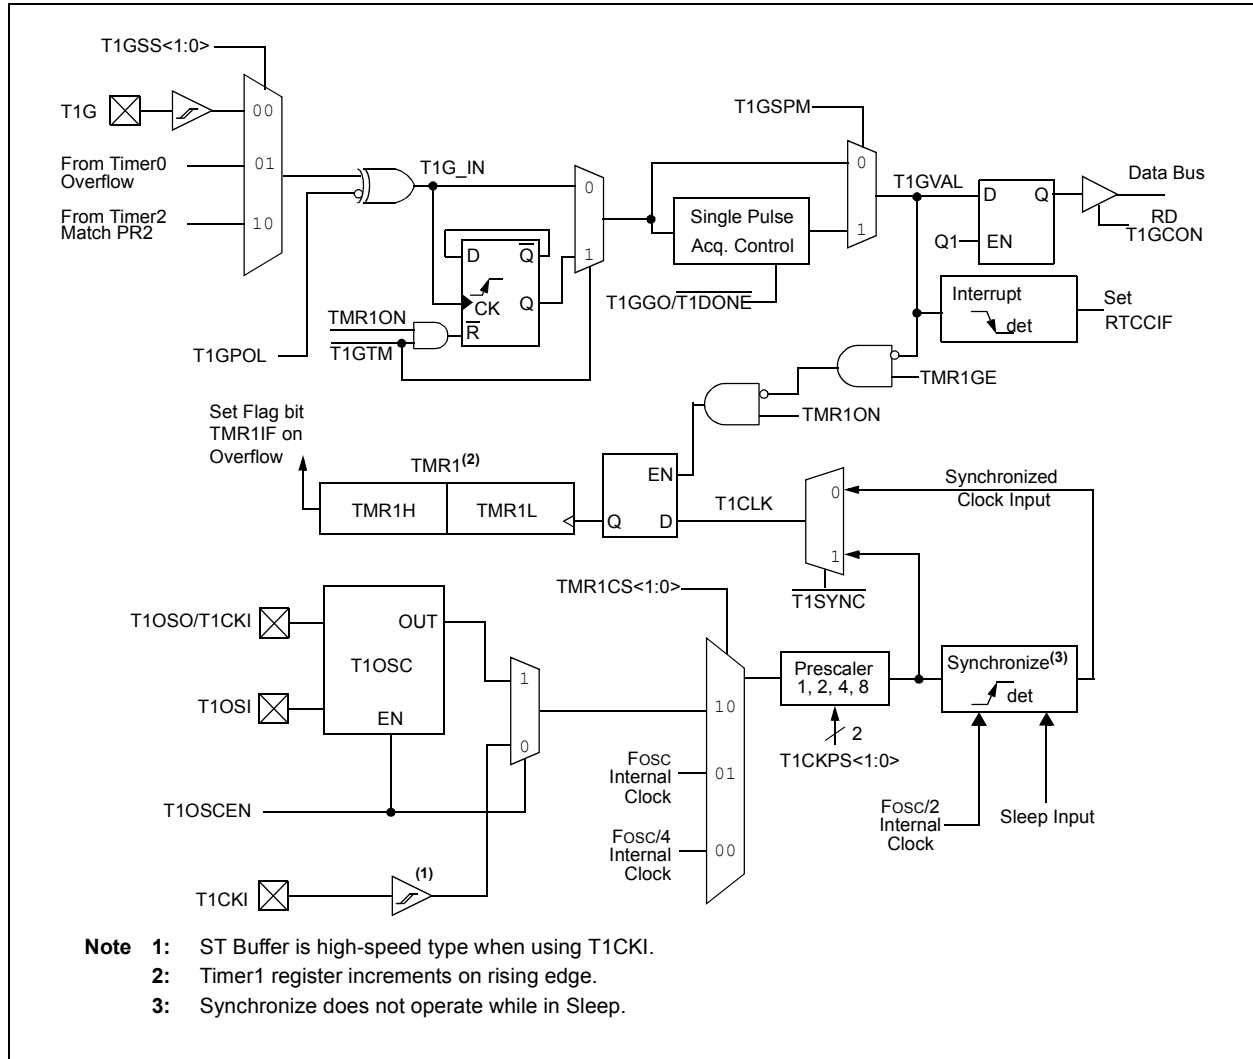 T1GSS<1:0>
T1G
00
From Timer0
Overflow
01
From Timer2
Match PR2
10
T1G_IN
T1GPOL
D
Q̅
CK
Q
R̅
TMR1ON
T̅1̅G̅T̅M̅
0
1
Single Pulse
Acq. Control
T1GGO/T̅1̅D̅O̅N̅E̅
T1GSPM
0
1
T1GVAL
D
Q
Q1
EN
Data Bus
RD
T1GCON
Interrupt
det
Set
RTCCIF
TMR1GE
TMR1ON
Set Flag bit
TMR1IF on
Overflow
TMR1(2)
TMR1H
TMR1L
EN
Q
D
T1CLK
0
1
T̅1̅S̅Y̅N̅C̅
Synchronized
Clock Input
T1OSO/T1CKI
OUT
T1OSC
T1OSI
EN
1
0
T1OSCEN
T1CKI
(1)
TMR1CS<1:0>
10
FOSC
Internal
Clock
01
FOSC/4
Internal
Clock
00
Prescaler
1, 2, 4, 8
2
T1CKPS<1:0>
Synchronize(3)
det
FOSC/2
Internal
Clock
Sleep Input
Note 1: ST Buffer is high-speed type when using T1CKI.
2: Timer1 register increments on rising edge.
3: Synchronize does not operate while in Sleep.